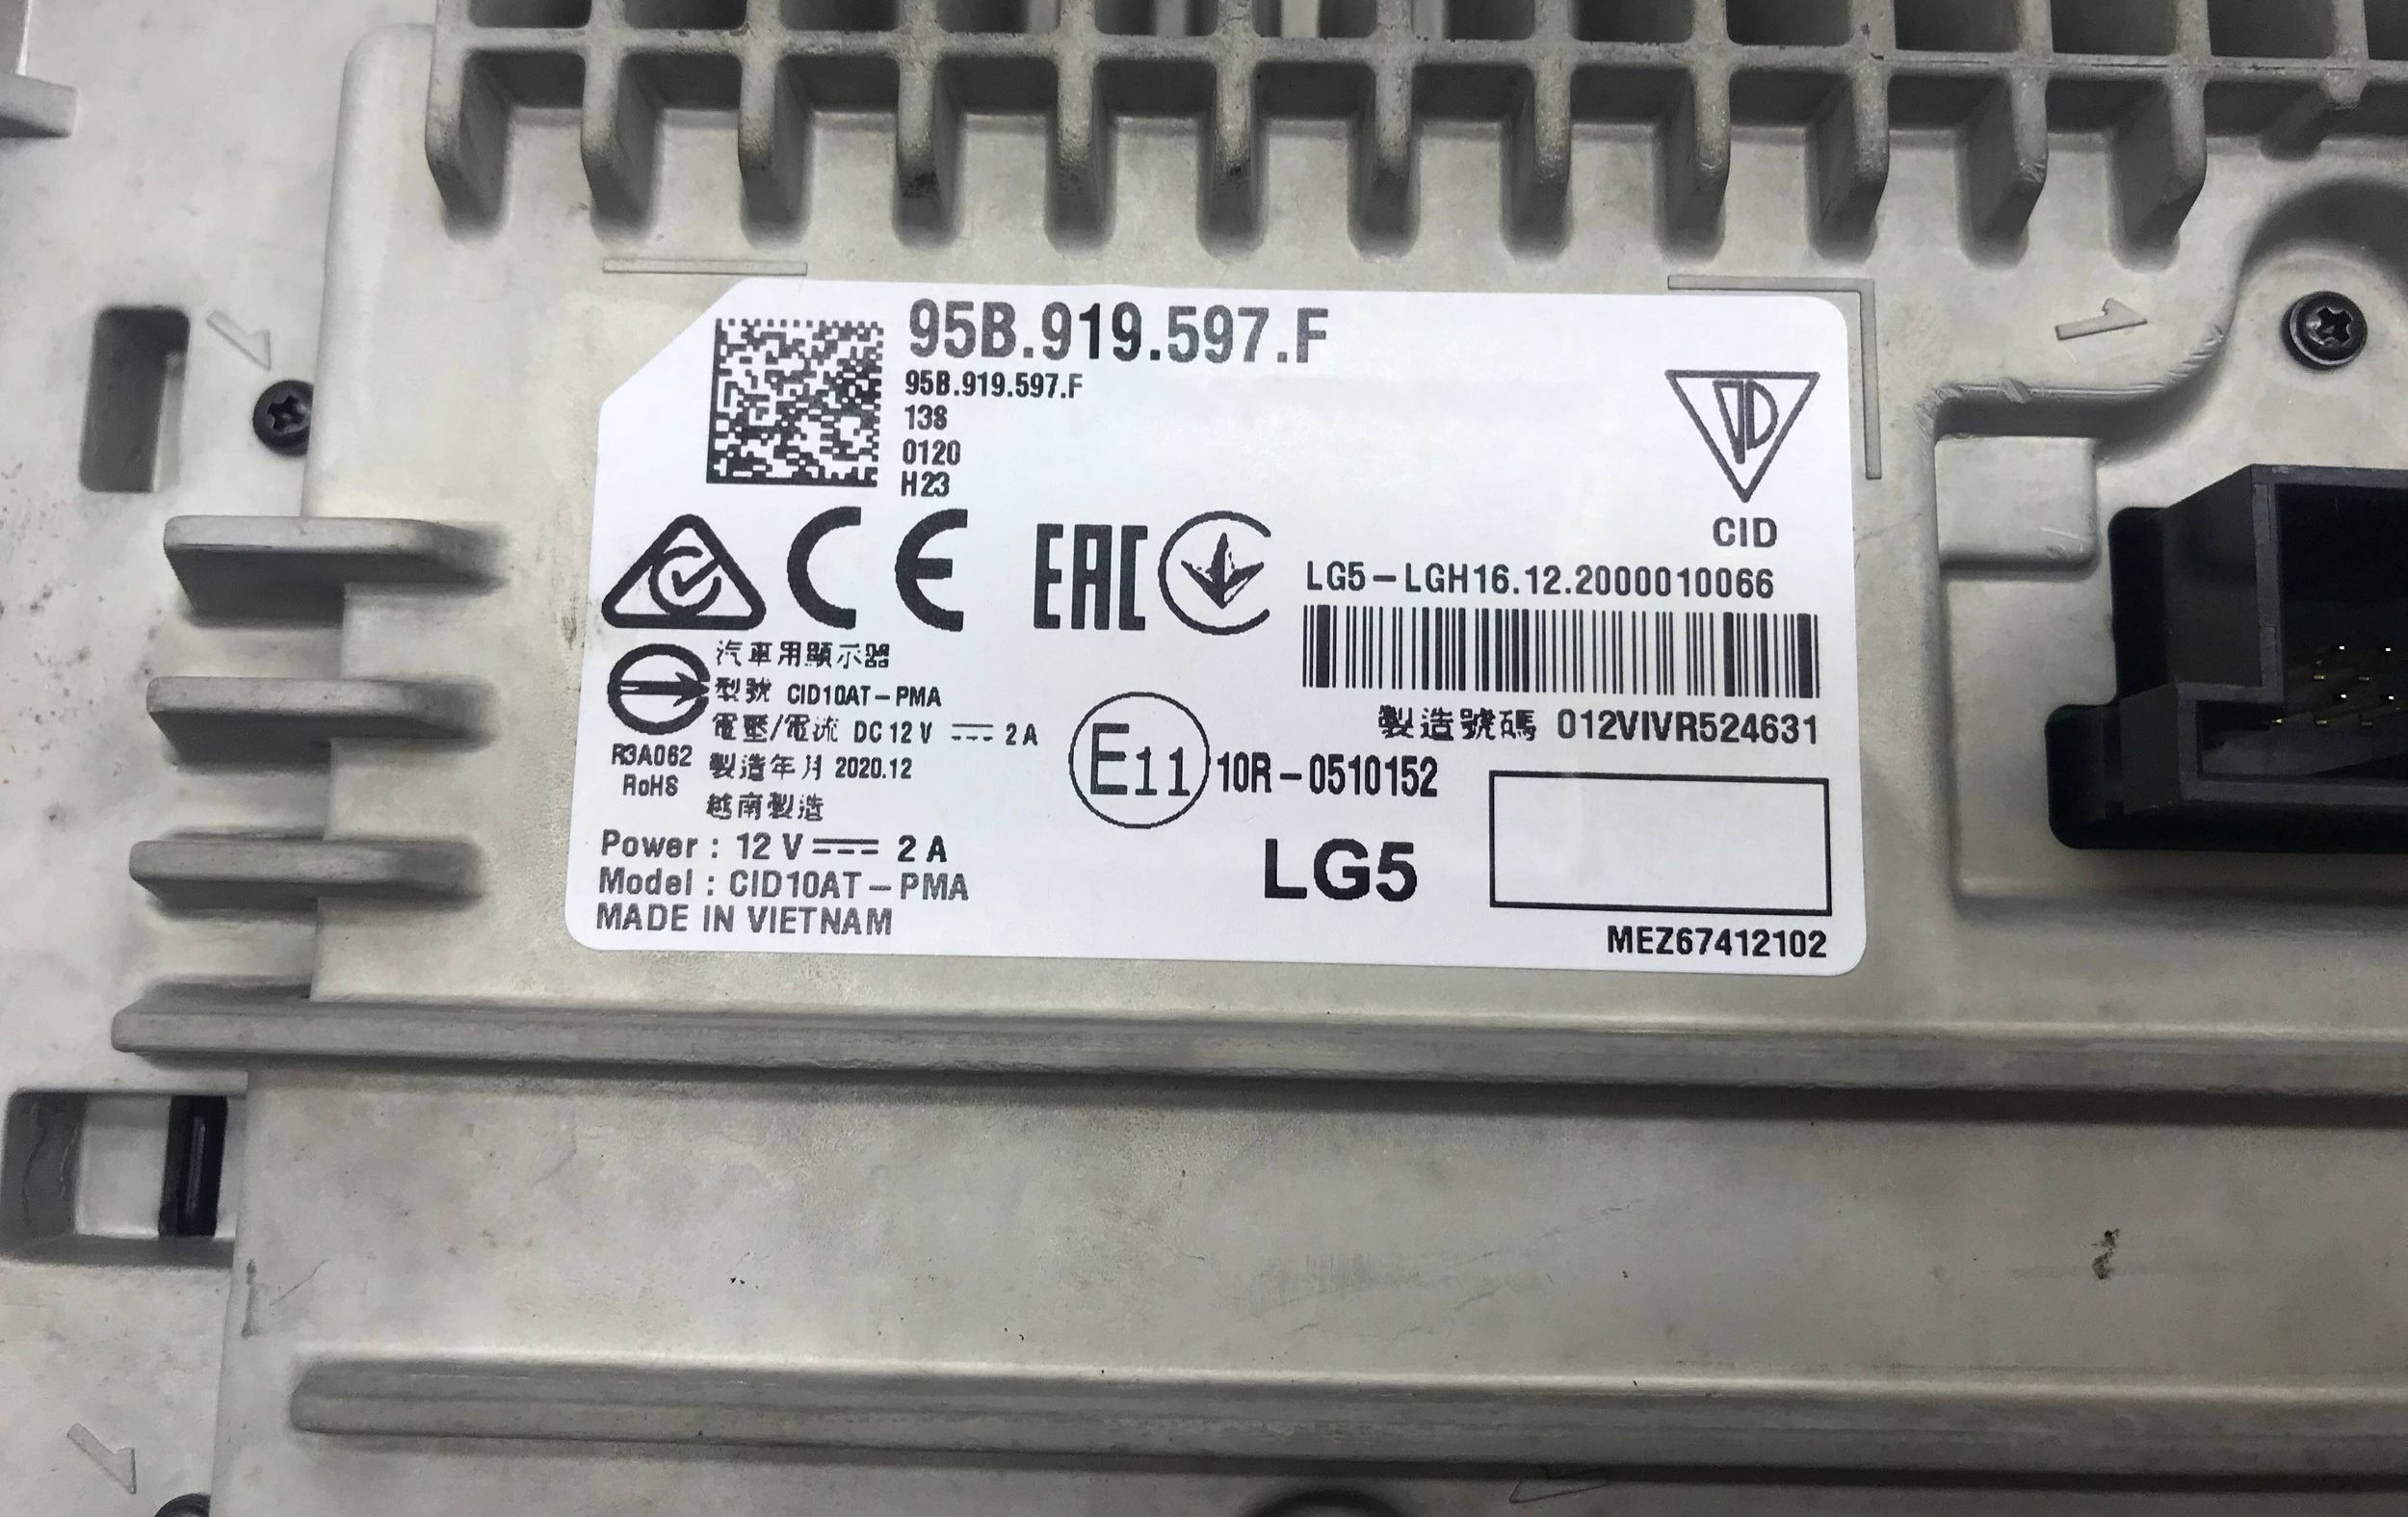 95B.919.597.F
95B.919.597.F
138
0120
H23
CID
CE EAC
LG5-LGH16.12.2000010066
汽車用顯示器
型號 CID10AT-PMA
電壓/電流 DC 12 V ⎓ 2 A
製造號碼 012VIVR524631
R3A062
RoHS
製造年月 2020.12
越南製造
E11 10R-0510152
Power : 12 V ⎓ 2 A
Model : CID10AT-PMA
MADE IN VIETNAM
LG5
MEZ67412102